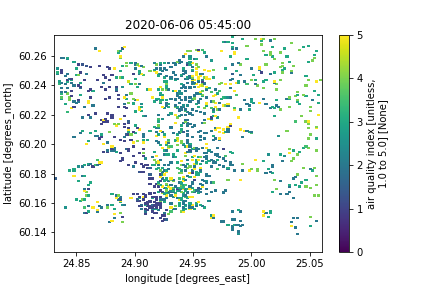 2020-06-06 05:45:00
60.26
60.24
60.22
60.20
60.18
60.16
60.14
latitude [degrees_north]
24.85 24.90 24.95 25.00 25.05
longitude [degrees_east]
5
4
3
2
1
0
air quality index [unitless,
1.0 to 5.0] [None]